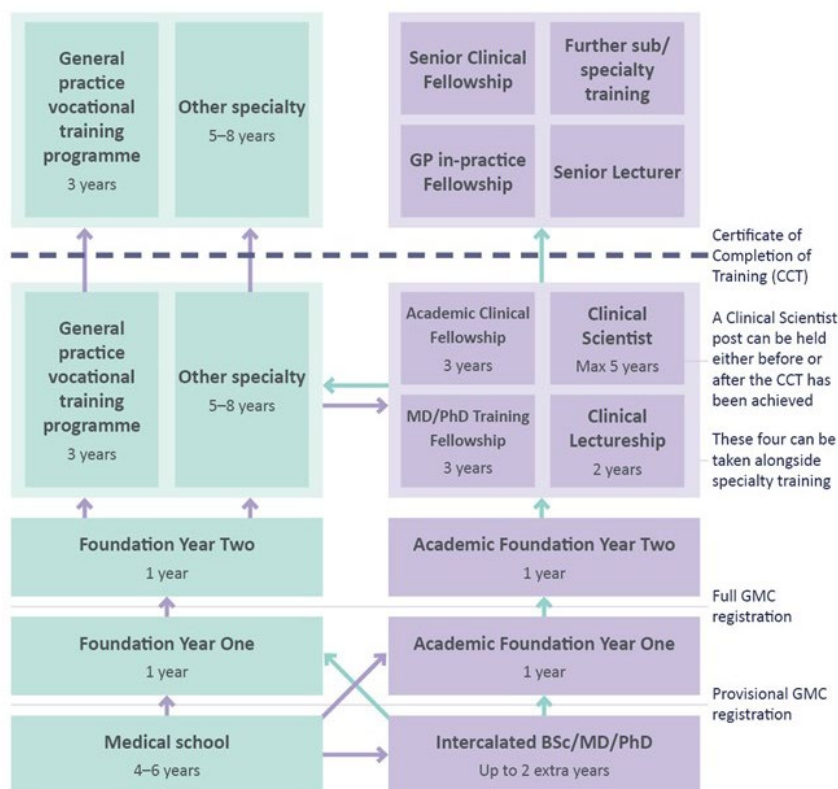 General
practice
vocational
training
programme
3 years
Other specialty
5–8 years
Senior Clinical
Fellowship
Further sub/
specialty
training
GP in-practice
Fellowship
Senior Lecturer
Certificate of
Completion of
Training (CCT)
General
practice
vocational
training
programme
3 years
Other specialty
5–8 years
Academic Clinical
Fellowship
3 years
Clinical
Scientist
Max 5 years
A Clinical Scientist
post can be held
either before or
after the CCT has
been achieved
MD/PhD Training
Fellowship
3 years
Clinical
Lectureship
2 years
These four can be
taken alongside
specialty training
Foundation Year Two
1 year
Academic Foundation Year Two
1 year
Full GMC
registration
Foundation Year One
1 year
Academic Foundation Year One
1 year
Provisional GMC
registration
Medical school
4–6 years
Intercalated BSc/MD/PhD
Up to 2 extra years